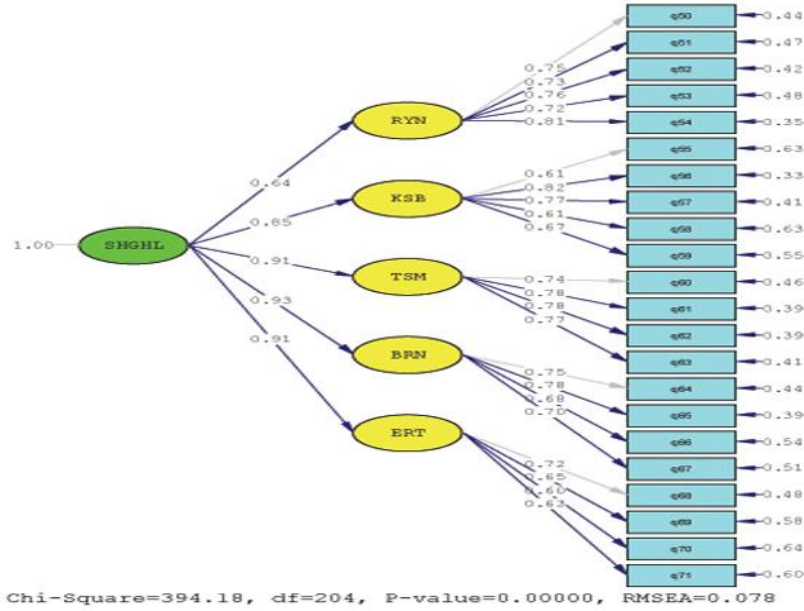 q50
0.44
q51
0.47
q52
0.42
q53
0.48
q54
0.35
q55
0.63
q56
0.33
q57
0.41
q58
0.63
q59
0.55
q60
0.46
q61
0.39
q62
0.39
q63
0.41
q64
0.44
q65
0.39
q66
0.54
q67
0.51
q68
0.48
q69
0.58
q70
0.64
q71
0.60
0.75
0.73
0.76
0.72
0.81
0.61
0.82
0.77
0.61
0.67
0.74
0.78
0.78
0.77
0.75
0.78
0.68
0.70
0.72
0.65
0.60
0.63
RYN
KSB
TSM
BRN
ERT
0.64
0.85
0.91
0.93
0.91
1.00
SHGHL
Chi-Square=394.18, df=204, P-value=0.00000, RMSEA=0.078